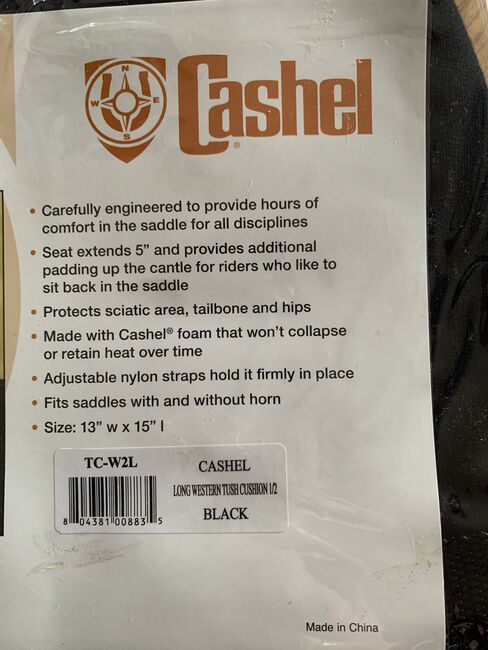 N
W E
S
Cashel
®
• Carefully engineered to provide hours of
comfort in the saddle for all disciplines
• Seat extends 5” and provides additional
padding up the cantle for riders who like to
sit back in the saddle
• Protects sciatic area, tailbone and hips
• Made with Cashel® foam that won’t collapse
or retain heat over time
• Adjustable nylon straps hold it firmly in place
• Fits saddles with and without horn
• Size: 13” w x 15” l
TC-W2L
CASHEL
LONG WESTERN TUSH CUSHION 1/2
BLACK
8 04381 00883 5
Made in China